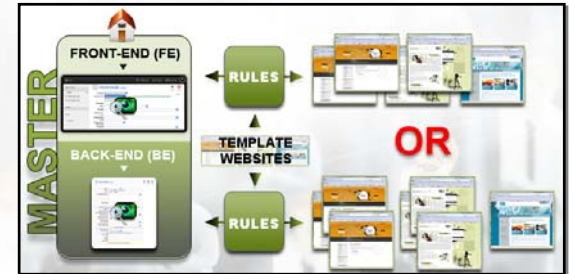 MASTER
FRONT-END (FE)
BACK-END (BE)
RULES
TEMPLATE
WEBSITES
RULES
OR